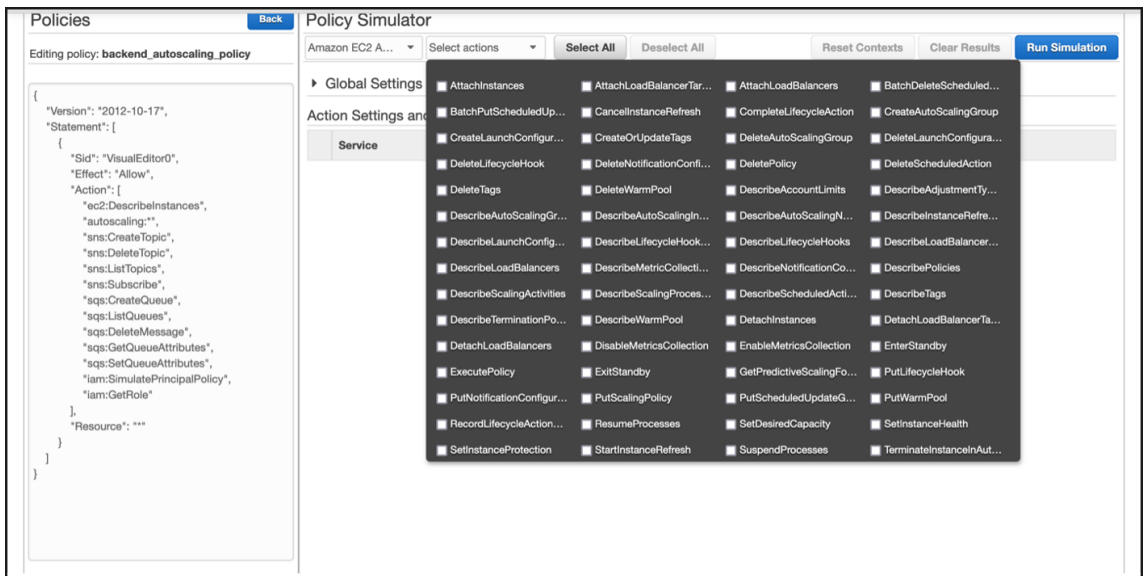 Policies
Back
Editing policy: backend_autoscaling_policy
{
"Version": "2012-10-17",
"Statement": [
{
"Sid": "VisualEditor0",
"Effect": "Allow",
"Action": [
"ec2:DescribeInstances",
"autoscaling:*",
"sns:CreateTopic",
"sns:DeleteTopic",
"sns:ListTopics",
"sns:Subscribe",
"sqs:CreateQueue",
"sqs:ListQueues",
"sqs:DeleteMessage",
"sqs:GetQueueAttributes",
"sqs:SetQueueAttributes",
"iam:SimulatePrincipalPolicy",
"iam:GetRole"
],
"Resource": "*"
}
]
}
Policy Simulator
Amazon EC2 A... Select actions Select All Deselect All Reset Contexts Clear Results Run Simulation
Global Settings
Action Settings and
Service
AttachInstances AttachLoadBalancerTar... AttachLoadBalancers BatchDeleteScheduled...
BatchPutScheduledUp... CancelInstanceRefresh CompleteLifecycleAction CreateAutoScalingGroup
CreateLaunchConfigur... CreateOrUpdateTags DeleteAutoScalingGroup DeleteLaunchConfigura...
DeleteLifecycleHook DeleteNotificationConfi... DeletePolicy DeleteScheduledAction
DeleteTags DeleteWarmPool DescribeAccountLimits DescribeAdjustmentTy...
DescribeAutoScalingGr... DescribeAutoScalingIn... DescribeAutoScalingN... DescribeInstanceRefre...
DescribeLaunchConfig... DescribeLifecycleHook... DescribeLifecycleHooks DescribeLoadBalancer...
DescribeLoadBalancers DescribeMetricCollecti... DescribeNotificationCo... DescribePolicies
DescribeScalingActivities DescribeScalingProces... DescribeScheduledActi... DescribeTags
DescribeTerminationPo... DescribeWarmPool DetachInstances DetachLoadBalancerTa...
DetachLoadBalancers DisableMetricsCollection EnableMetricsCollection EnterStandby
ExecutePolicy ExitStandby GetPredictiveScalingFo... PutLifecycleHook
PutNotificationConfigur... PutScalingPolicy PutScheduledUpdateG... PutWarmPool
RecordLifecycleAction... ResumeProcesses SetDesiredCapacity SetInstanceHealth
SetInstanceProtection StartInstanceRefresh SuspendProcesses TerminateInstanceInAut...